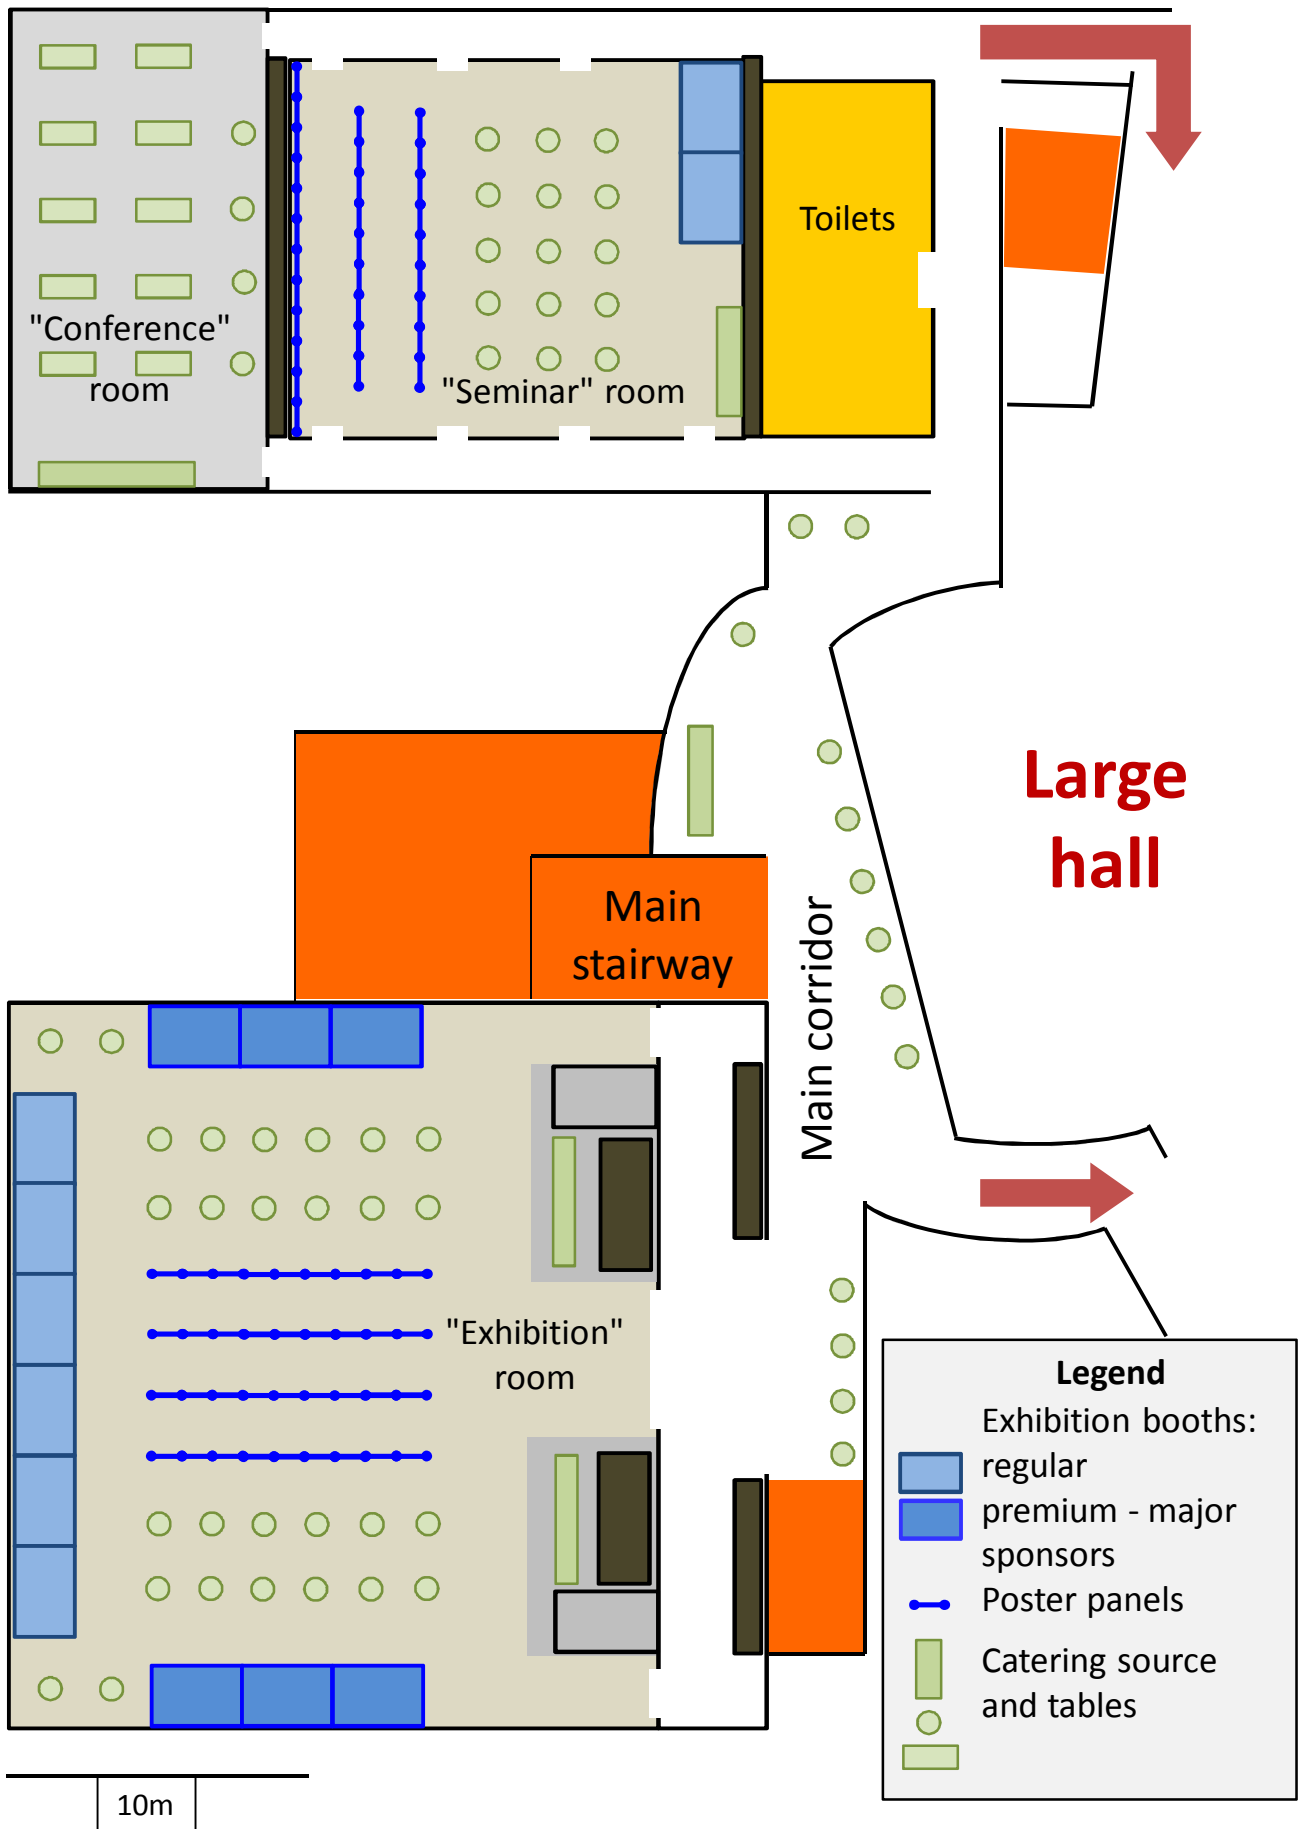 Toilets
"Conference"
room
"Seminar" room
Large
hall
Main
stairway
Main corridor
"Exhibition"
room
Legend
Exhibition booths:
regular
premium - major
sponsors
Poster panels
Catering source
and tables
10m